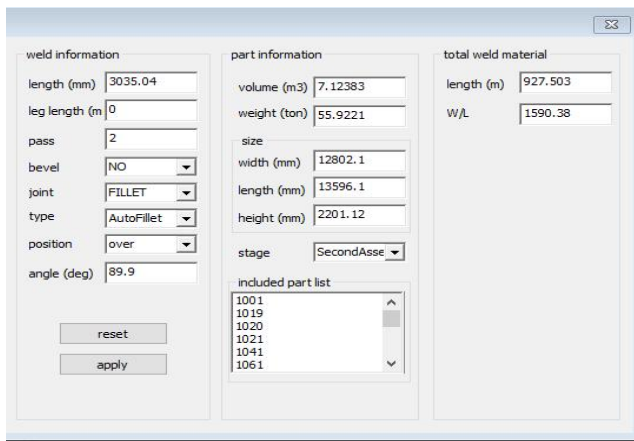 weld information
length (mm) 3035.04
leg length (m 0
pass 2
bevel NO
joint FILLET
type AutoFillet
position over
angle (deg) 89.9
reset
apply
part information
volume (m3) 7.12383
weight (ton) 55.9221
size
width (mm) 12802.1
length (mm) 13596.1
height (mm) 2201.12
stage SecondAsse
included part list
1001
1019
1020
1021
1041
1061
total weld material
length (m) 927.503
W/L 1590.38